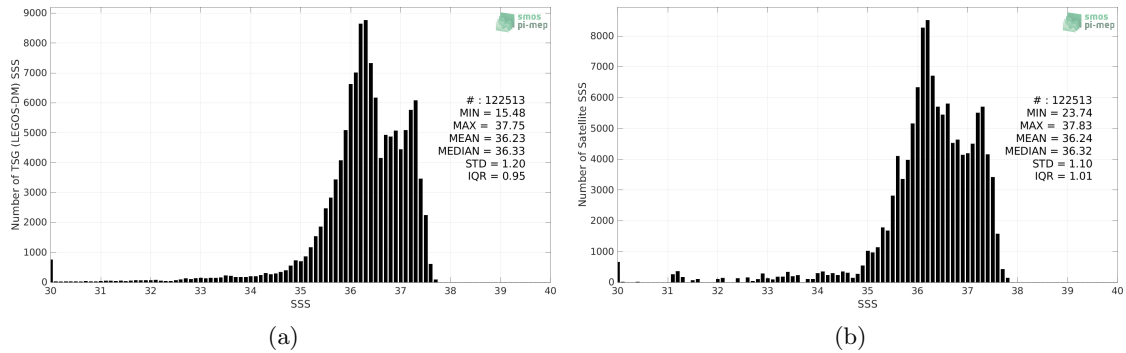 smos
pi-mep
9000
8000
7000
6000
5000
4000
3000
2000
1000
0
Number of TSG (LEGOS-DM) SSS
# : 122513
MIN = 15.48
MAX = 37.75
MEAN = 36.23
MEDIAN = 36.33
STD = 1.20
IQR = 0.95
30 31 32 33 34 35 36 37 38 39 40
SSS
(a)
smos
pi-mep
8000
7000
6000
5000
4000
3000
2000
1000
0
Number of Satellite SSS
# : 122513
MIN = 23.74
MAX = 37.83
MEAN = 36.24
MEDIAN = 36.32
STD = 1.10
IQR = 1.01
30 31 32 33 34 35 36 37 38 39 40
SSS
(b)